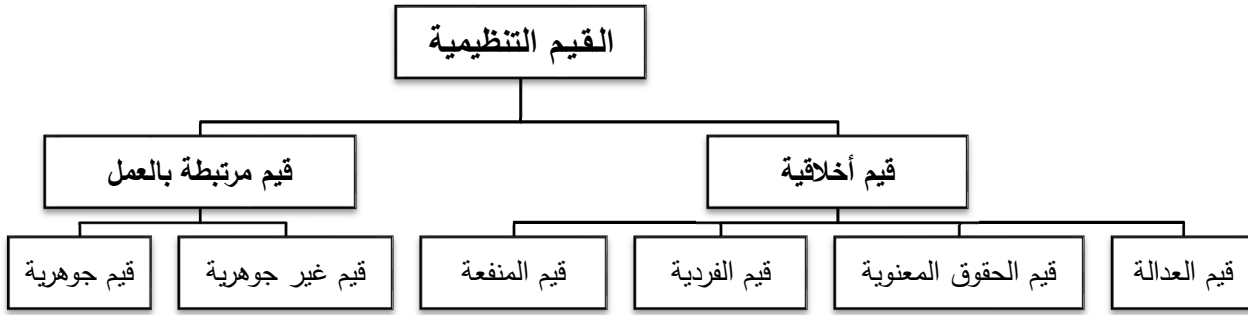 القيم التنظيمية
قيم أخلاقية
قيم مرتبطة بالعمل
قيم العدالة
قيم الحقوق المعنوية
قيم الفردية
قيم المنفعة
قيم غير جوهرية
قيم جوهرية